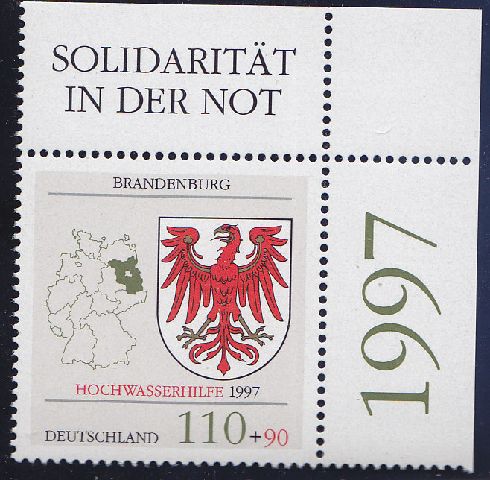 SOLIDARITÄT
IN DER NOT
BRANDENBURG
HOCHWASSERHILFE 1997
DEUTSCHLAND 110+90
1997